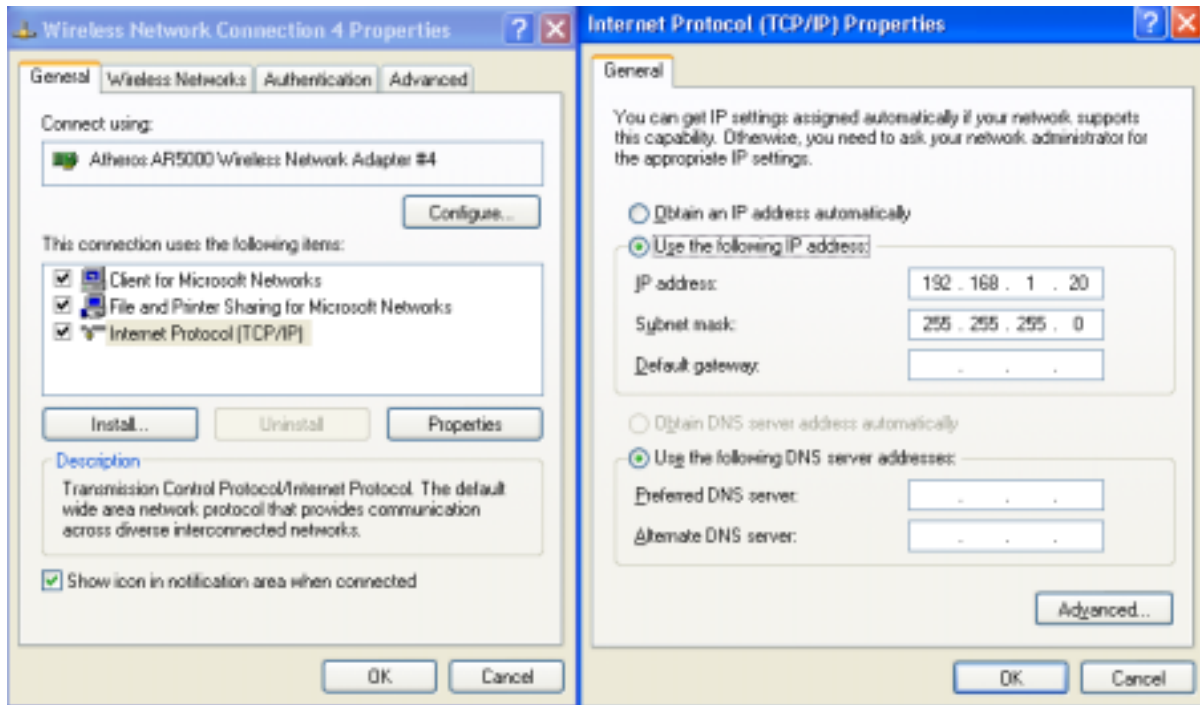 Wireless Network Connection 4 Properties
General Wireless Networks Authentication Advanced
Connect using:
Atheros AR5000 Wireless Network Adapter #4
Configure...
This connection uses the following items:
Client for Microsoft Networks
File and Printer Sharing for Microsoft Networks
Internet Protocol (TCP/IP)
Install... Uninstall Properties
Description
Transmission Control Protocol/Internet Protocol. The default
wide area network protocol that provides communication
across diverse interconnected networks.
Show icon in notification area when connected
OK Cancel
Internet Protocol (TCP/IP) Properties
General
You can get IP settings assigned automatically if your network supports
this capability. Otherwise, you need to ask your network administrator for
the appropriate IP settings.
Obtain an IP address automatically
Use the following IP address:
IP address: 192 . 168 . 1 . 20
Subnet mask: 255 . 255 . 255 . 0
Default gateway: . . .
Obtain DNS server address automatically
Use the following DNS server addresses:
Preferred DNS server: . . .
Alternate DNS server: . . .
Advanced...
OK Cancel